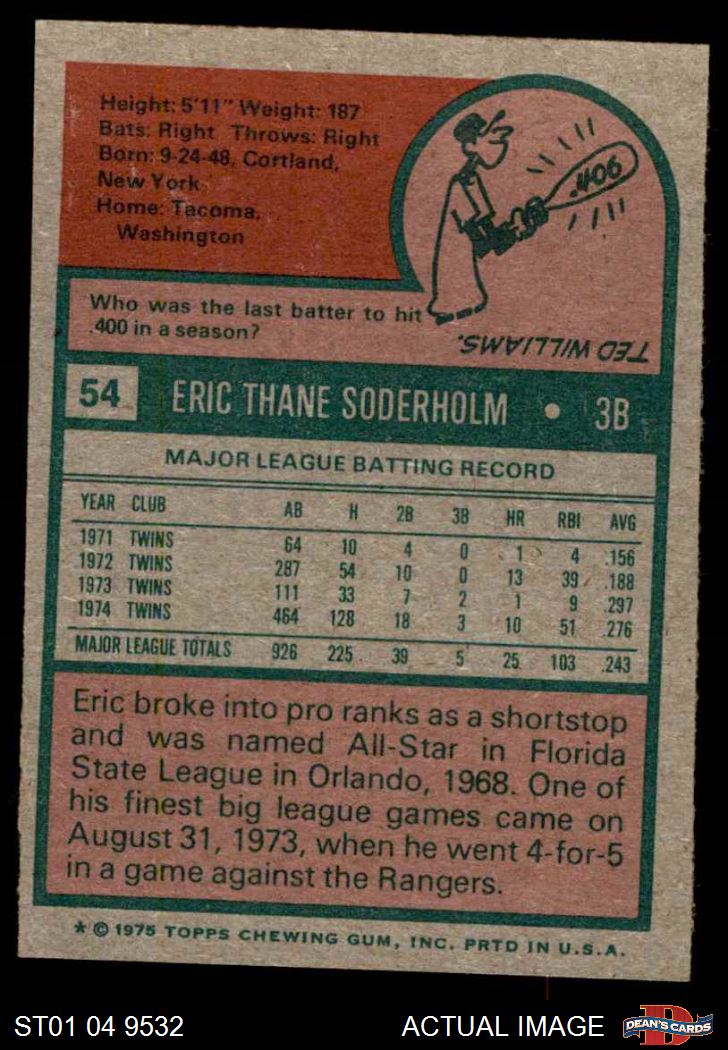 Height: 5'11" Weight: 187
Bats: Right Throws: Right
Born: 9-24-48, Cortland,
New York
Home: Tacoma,
Washington
.406
Who was the last batter to hit
.400 in a season?
TED WILLIAMS.
54 ERIC THANE SODERHOLM • 3B
MAJOR LEAGUE BATTING RECORD
YEAR CLUB AB H 2B 3B HR RBI AVG
1971 TWINS 64 10 4 0 1 4 .156
1972 TWINS 287 54 10 0 13 39 .188
1973 TWINS 111 33 7 2 1 9 .297
1974 TWINS 464 128 18 3 10 51 .276
MAJOR LEAGUE TOTALS 926 225 39 5 25 103 .243
Eric broke into pro ranks as a shortstop
and was named All-Star in Florida
State League in Orlando, 1968. One of
his finest big league games came on
August 31, 1973, when he went 4-for-5
in a game against the Rangers.
* © 1975 TOPPS CHEWING GUM, INC. PRTD IN U.S.A.
ST01 04 9532 ACTUAL IMAGE D DEAN'S CARDS